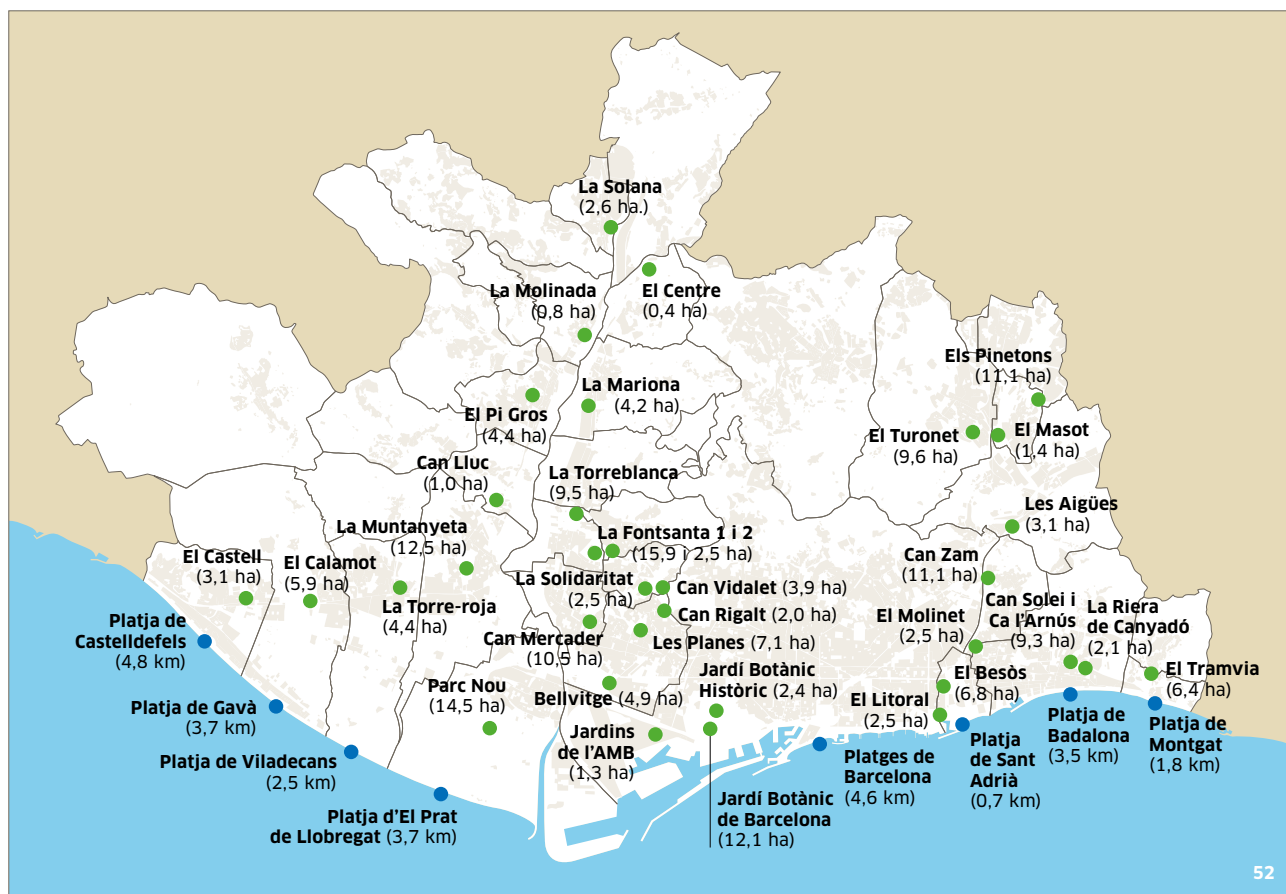 La Solana
(2,6 ha.)
La Molinada
(0,8 ha)
El Centre
(0,4 ha)
Els Pinetons
(11,1 ha)
La Mariona
(4,2 ha)
El Pi Gros
(4,4 ha)
El Turonet
(9,6 ha)
El Masot
(1,4 ha)
Can Lluc
(1,0 ha)
La Torreblanca
(9,5 ha)
Les Aigües
(3,1 ha)
La Muntanyeta
(12,5 ha)
La Fontsanta 1 i 2
(15,9 i 2,5 ha)
El Castell
(3,1 ha)
El Calamot
(5,9 ha)
Can Zam
(11,1 ha)
La Solidaritat
(2,5 ha)
Can Vidalet (3,9 ha)
Can Solei i
Ca l'Arnús
(9,3 ha)
La Riera
de Canyadó
(2,1 ha)
La Torre-roja
(4,4 ha)
Can Rigalt (2,0 ha)
El Molinet
(2,5 ha)
Platja de
Castelldefels
(4,8 km)
Can Mercader
(10,5 ha)
Les Planes (7,1 ha)
Jardí Botànic
Històric (2,4 ha)
El Besòs
(6,8 ha)
El Tramvia
(6,4 ha)
Parc Nou
(14,5 ha)
Bellvitge (4,9 ha)
El Litoral
(2,5 ha)
Platja de Gavà
(3,7 km)
Jardins
de l'AMB
(1,3 ha)
Platja de
Badalona
(3,5 km)
Platja de
Montgat
(1,8 km)
Platja de Viladecans
(2,5 km)
Platges de
Barcelona
(4,6 km)
Platja
de Sant
Adrià
(0,7 km)
Platja d'El Prat
de Llobregat (3,7 km)
Jardí Botànic
de Barcelona
(12,1 ha)
52